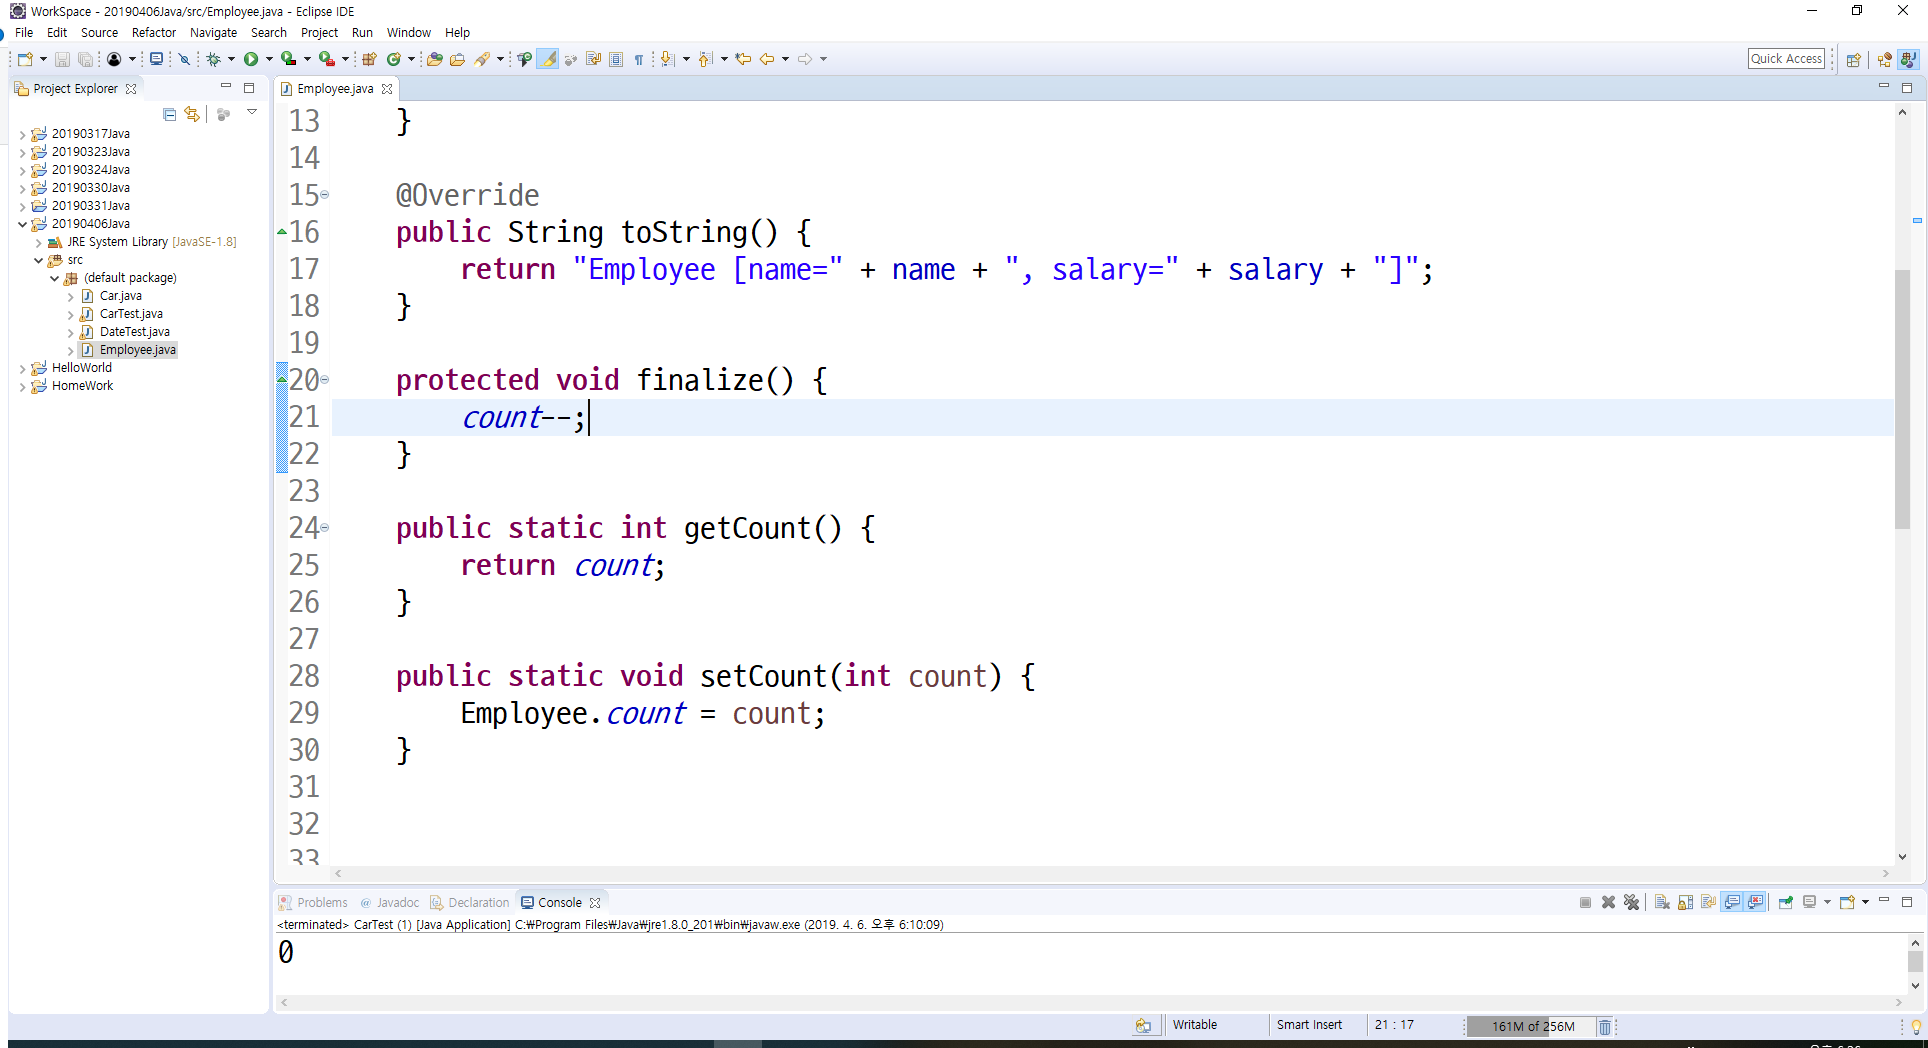 WorkSpace - 20190406Java/src/Employee.java - Eclipse IDE
File Edit Source Refactor Navigate Search Project Run Window Help
Quick Access
Project Explorer
Employee.java
20190317Java
20190323Java
20190324Java
20190330Java
20190331Java
20190406Java
JRE System Library [JavaSE-1.8]
src
(default package)
Car.java
CarTest.java
DateTest.java
Employee.java
HelloWorld
HomeWork
13 }
14
15 @Override
16 public String toString() {
17 return "Employee [name=" + name + ", salary=" + salary + "]";
18 }
19
20 protected void finalize() {
21 count--;
22 }
23
24 public static int getCount() {
25 return count;
26 }
27
28 public static void setCount(int count) {
29 Employee.count = count;
30 }
31
32
33
Problems @ Javadoc Declaration Console
<terminated> CarTest (1) [Java Application] C:₩Program Files₩Java₩jre1.8.0_201₩bin₩javaw.exe (2019. 4. 6. 오후 6:10:09)
0
Writable Smart Insert 21 : 17 161M of 256M